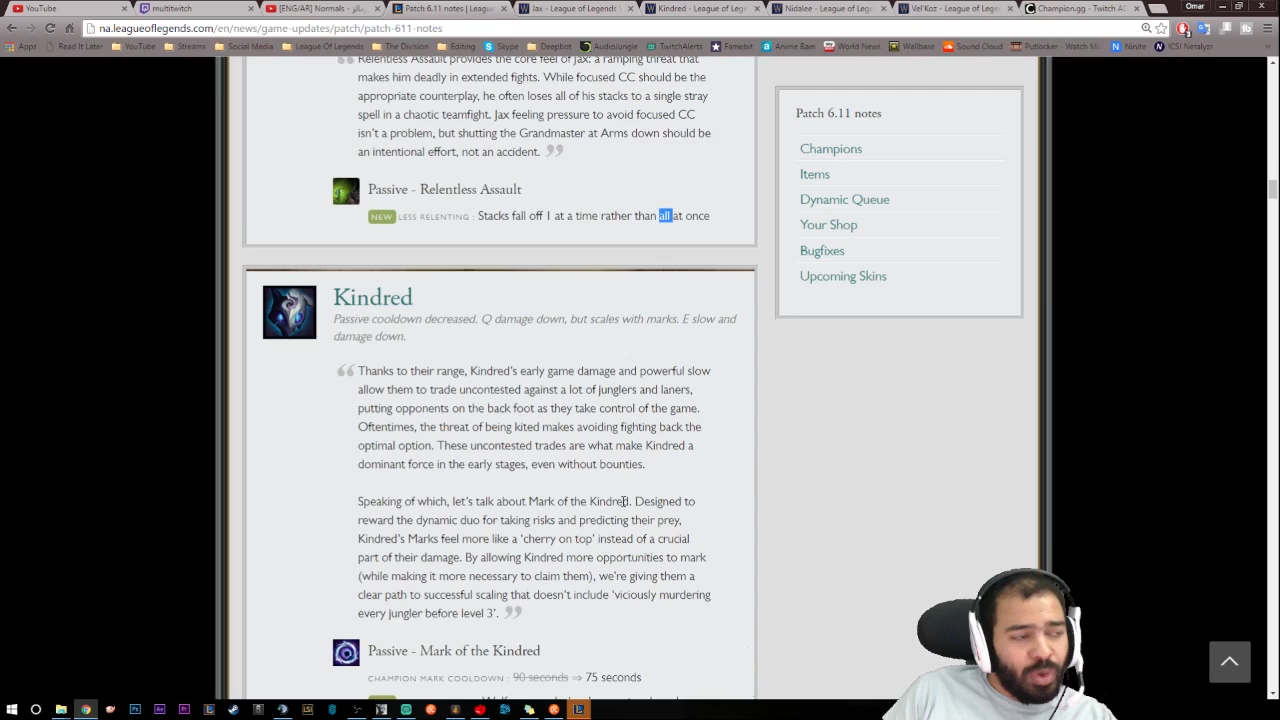 YouTube
multitwitch
[ENG/AR] Normals -
Patch 6.11 notes | Leagu
Jax - League of Legends
Kindred - League of Leg
Nidalee - League of Leg
Vel'Koz - League of Leg
Champion.gg - Twitch A
Omar
na.leagueoflegends.com/en/news/game-updates/patch/patch-611-notes
Apps Read It Later YouTube Streams Social Media League Of Legends The Division Editing Skype Deepbot AudioJungle TwitchAlerts Famebit Anime Bam World News Wallbase Sound Cloud Putlocker - Watch M Ninite ICSI Netalyzr
Relentless Assault provides the core feel of Jax: a ramping threat that
makes him deadly in extended fights. While focused CC should be the
appropriate counterplay, he often loses all of his stacks to a single stray
spell in a chaotic teamfight. Jax feeling pressure to avoid focused CC
isn't a problem, but shutting the Grandmaster at Arms down should be
an intentional effort, not an accident.
Passive - Relentless Assault
NEW LESS RELENTING : Stacks fall off 1 at a time rather than all at once
Kindred
Passive cooldown decreased. Q damage down, but scales with marks. E slow and
damage down.
Thanks to their range, Kindred's early game damage and powerful slow
allow them to trade uncontested against a lot of junglers and laners,
putting opponents on the back foot as they take control of the game.
Oftentimes, the threat of being kited makes avoiding fighting back the
optimal option. These uncontested trades are what make Kindred a
dominant force in the early stages, even without bounties.
Speaking of which, let's talk about Mark of the Kindred. Designed to
reward the dynamic duo for taking risks and predicting their prey,
Kindred's Marks feel more like a 'cherry on top' instead of a crucial
part of their damage. By allowing Kindred more opportunities to mark
(while making it more necessary to claim them), we're giving them a
clear path to successful scaling that doesn't include 'viciously murdering
every jungler before level 3'.
Passive - Mark of the Kindred
CHAMPION MARK COOLDOWN : 90 seconds ⇒ 75 seconds
Patch 6.11 notes
Champions
Items
Dynamic Queue
Your Shop
Bugfixes
Upcoming Skins